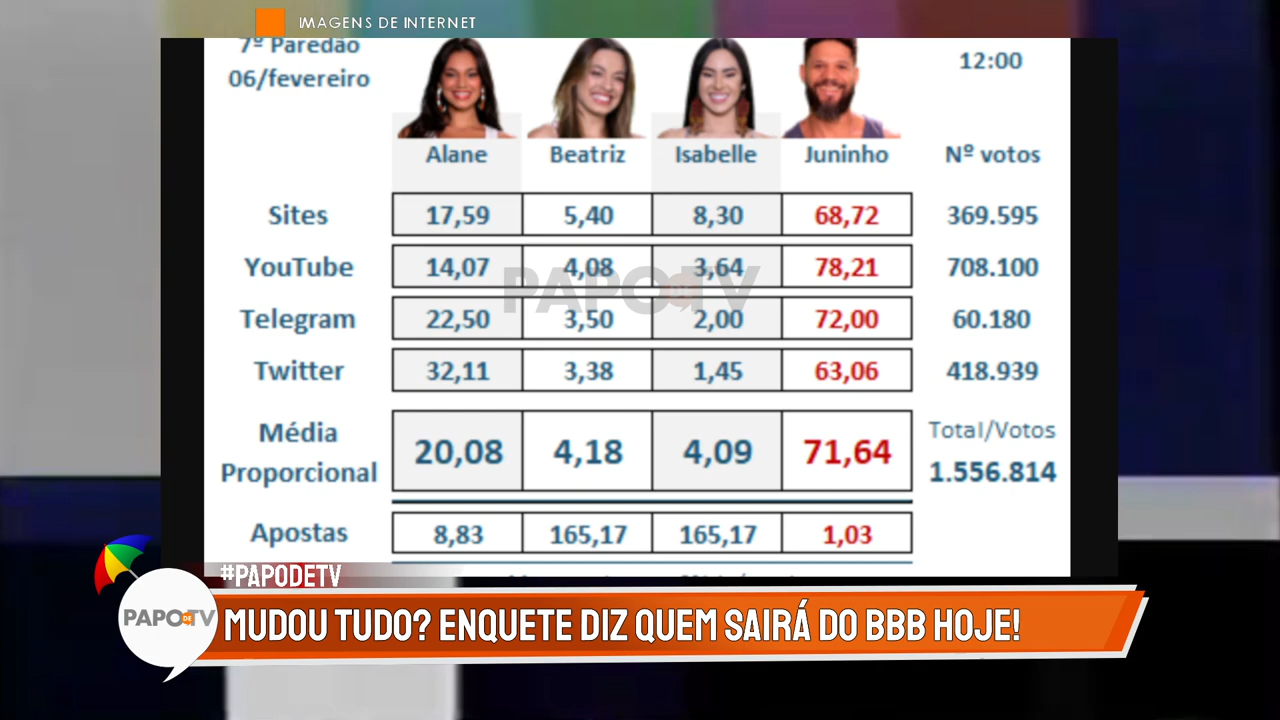 IMAGENS DE INTERNET
7º Paredão
06/fevereiro
12:00
Alane Beatriz Isabelle Juninho Nº votos
Sites 17,59 5,40 8,30 68,72 369.595
YouTube 14,07 4,08 3,64 78,21 708.100
PAPO DE TV
Telegram 22,50 3,50 2,00 72,00 60.180
Twitter 32,11 3,38 1,45 63,06 418.939
Média Proporcional 20,08 4,18 4,09 71,64
Total/Votos
1.556.814
Apostas 8,83 165,17 165,17 1,03
#PAPODETV
PAPO DE TV
MUDOU TUDO? ENQUETE DIZ QUEM SAIRÁ DO BBB HOJE!